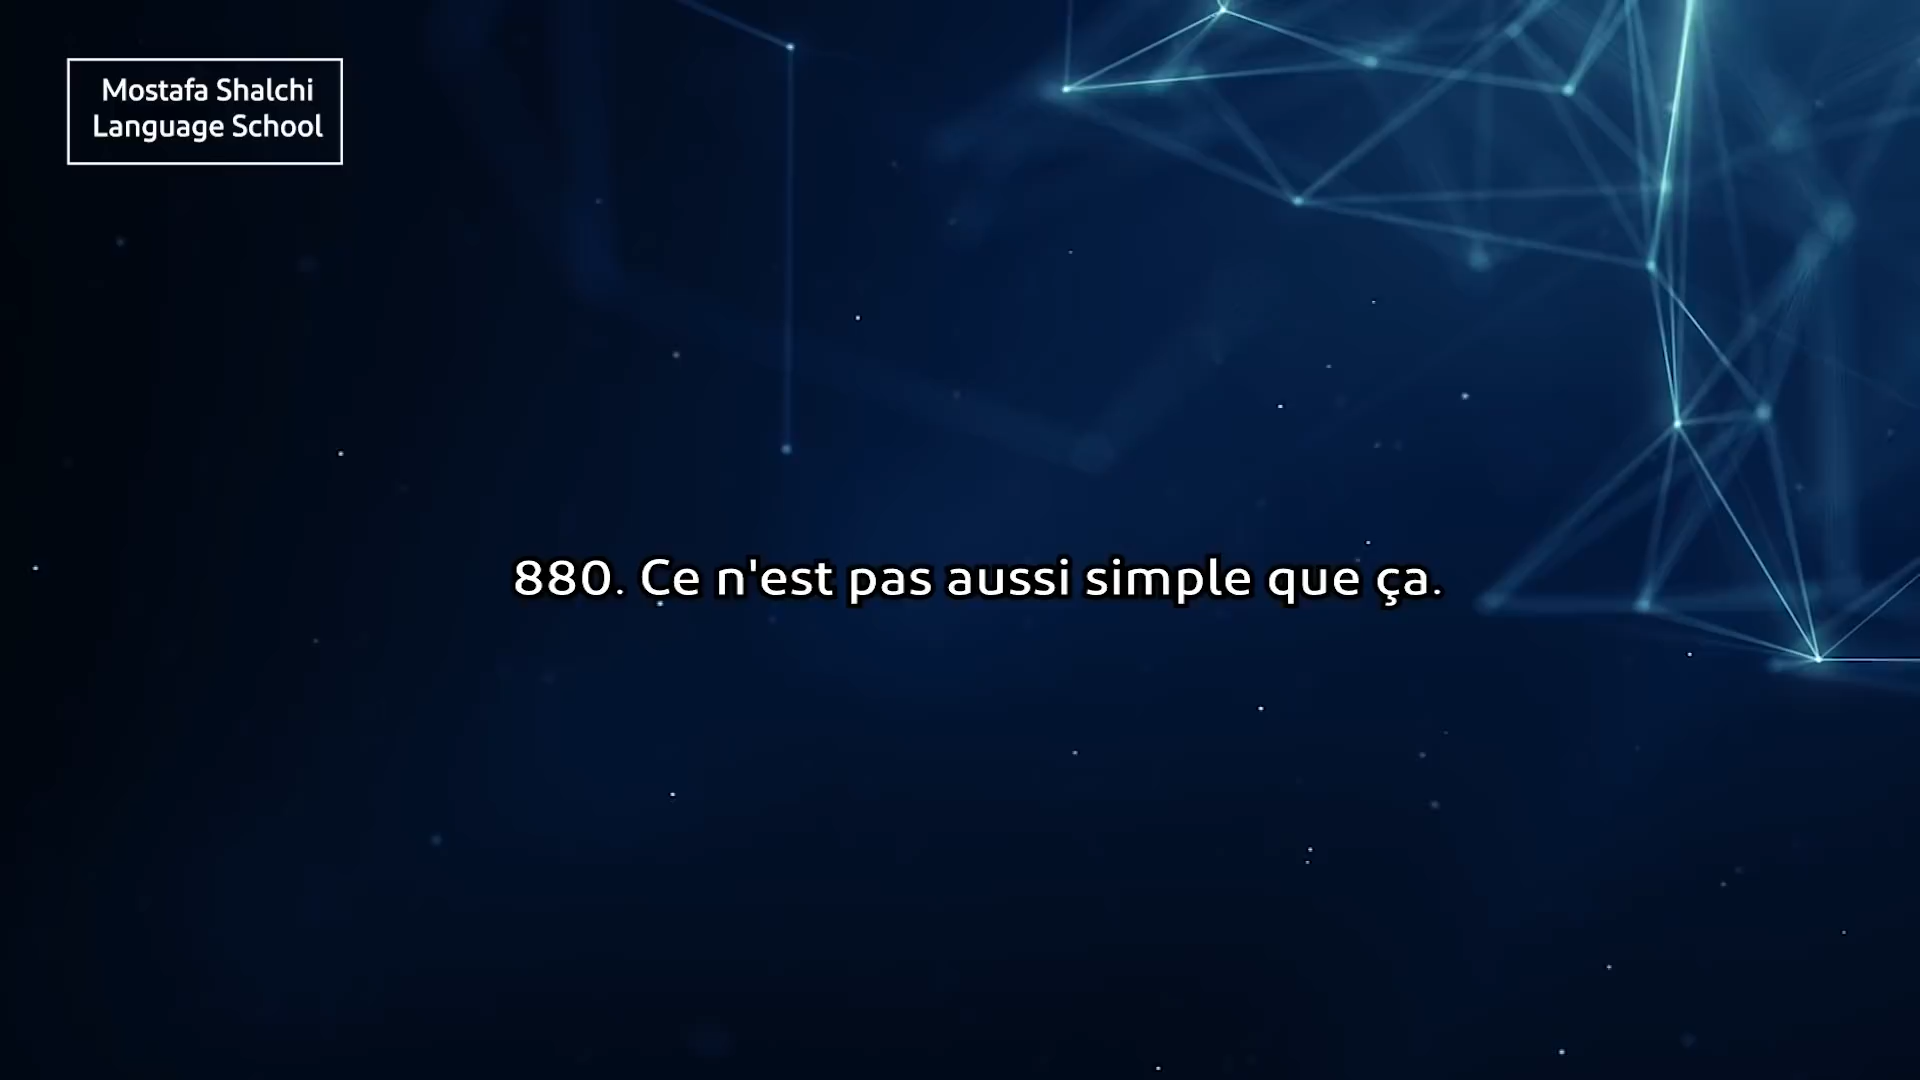 Mostafa Shalchi
Language School
880. Ce n'est pas aussi simple que ça.